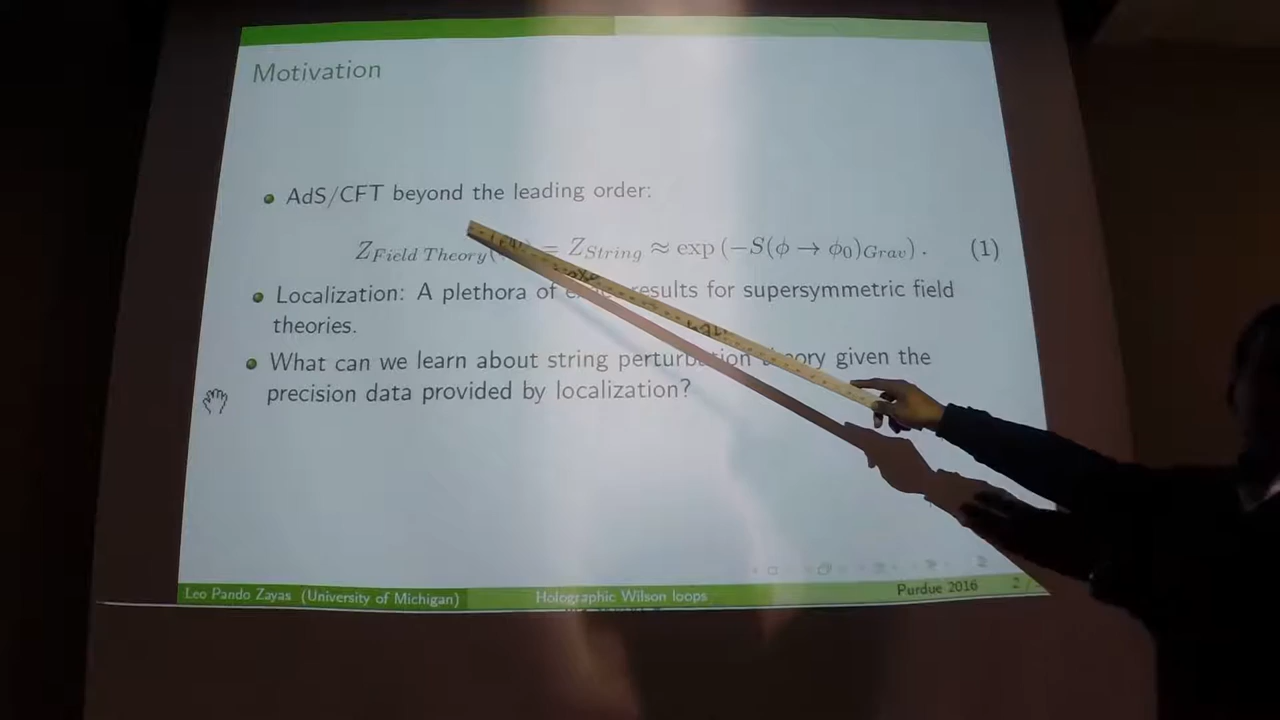 Motivation
AdS/CFT beyond the leading order:
Z_{Field Theory}( = Z_{String} ≈ exp (−S(ϕ → ϕ_0)_{Grav}) . (1)
Localization: A plethora of results for supersymmetric field
theories.
What can we learn about string perturbation theory given the
precision data provided by localization?
Leo Pando Zayas (University of Michigan) Holographic Wilson loops Purdue 2016 2 /